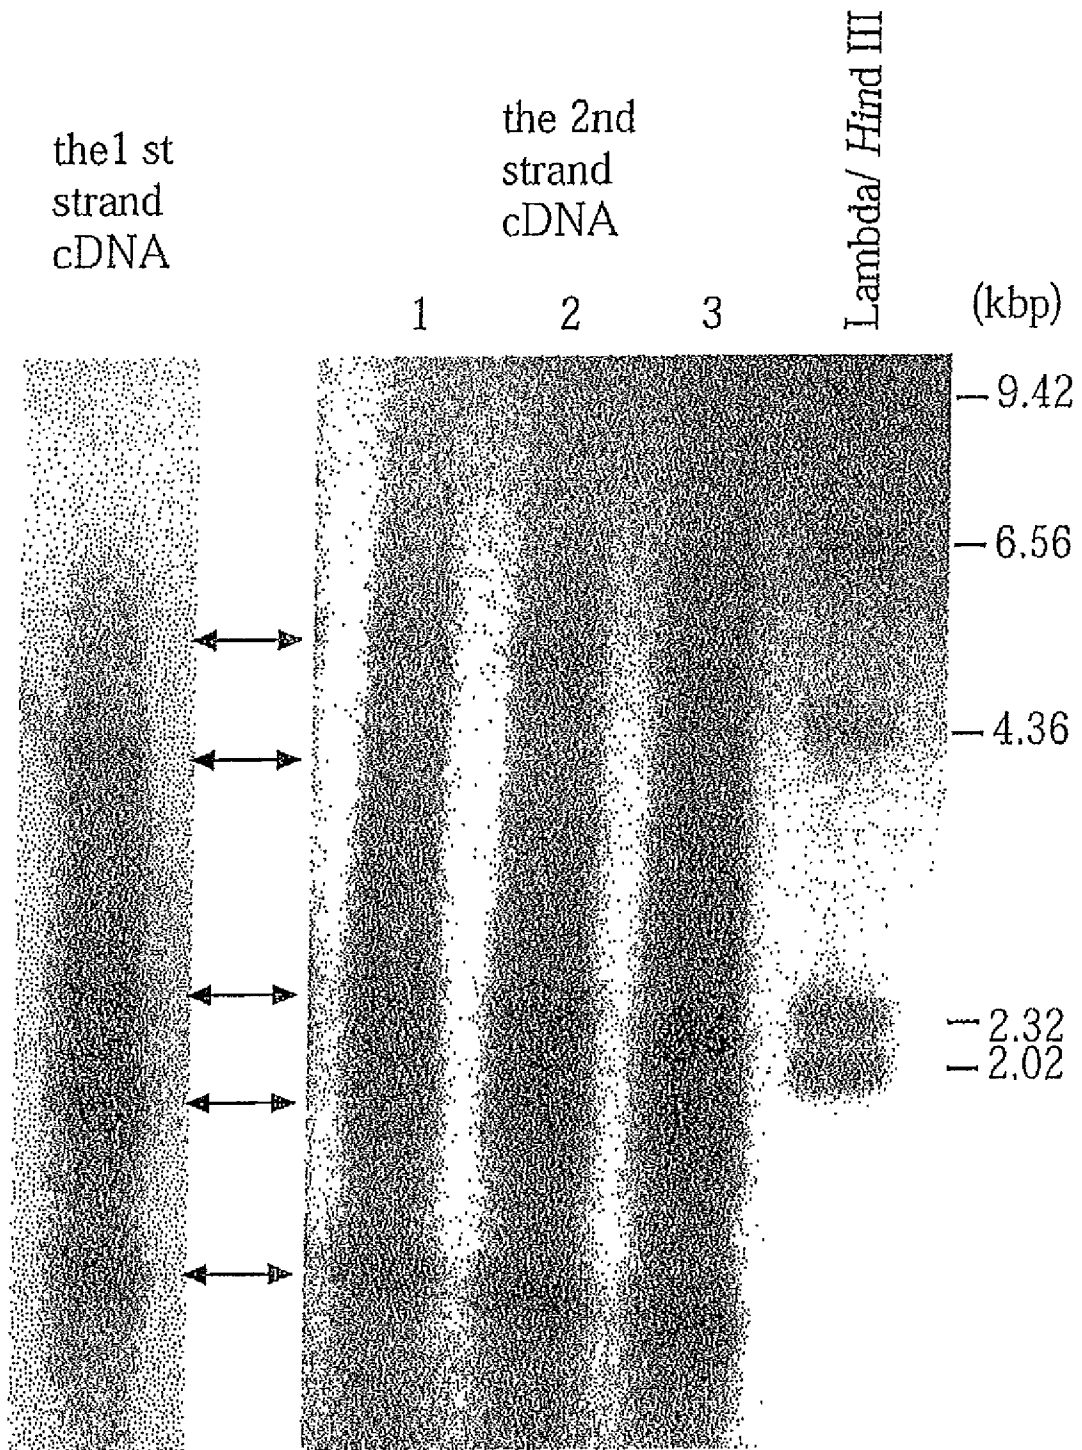 the1 st
strand
cDNA
the 2nd
strand
cDNA
1
2
3
Lambda/ Hind III
(kbp)
9.42
6.56
4.36
2.32
2.02